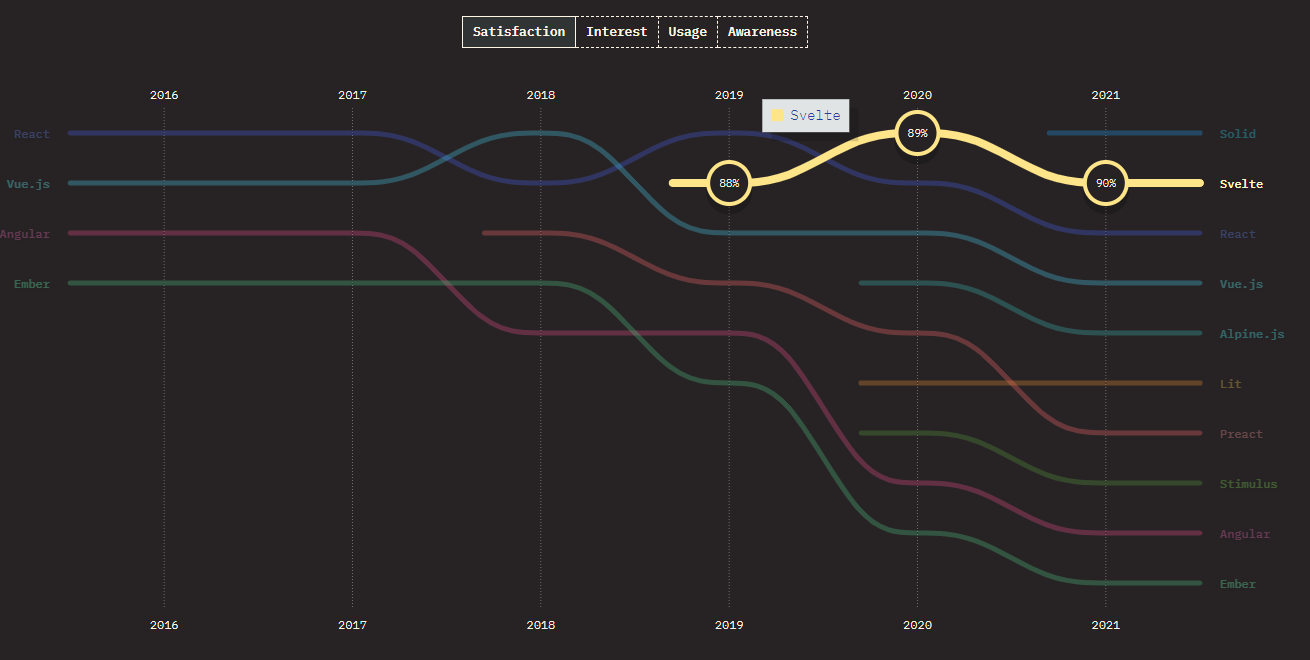 Satisfaction Interest Usage Awareness
2016 2017 2018 2019 2020 2021
Svelte
React 89% Solid
Vue.js 88% 90% Svelte
Angular React
Ember Vue.js
Alpine.js
Lit
Preact
Stimulus
Angular
Ember
2016 2017 2018 2019 2020 2021